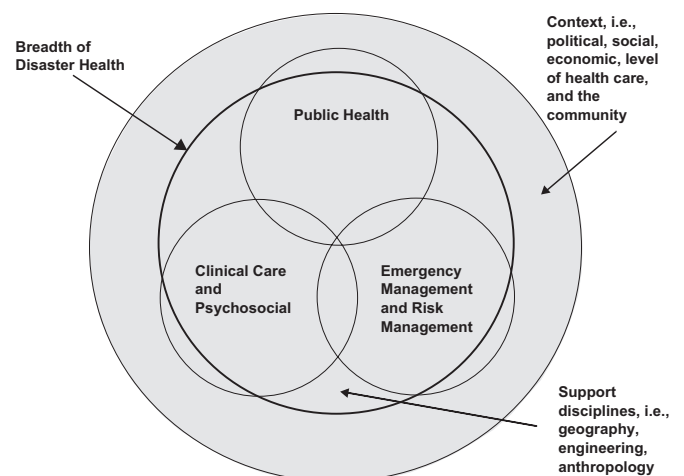 Breadth of
Disaster Health
Context, i.e.,
political, social,
economic, level
of health care,
and the
community
Public Health
Clinical Care
and
Psychosocial
Emergency
Management
and Risk
Management
Support
disciplines, i.e.,
geography,
engineering,
anthropology